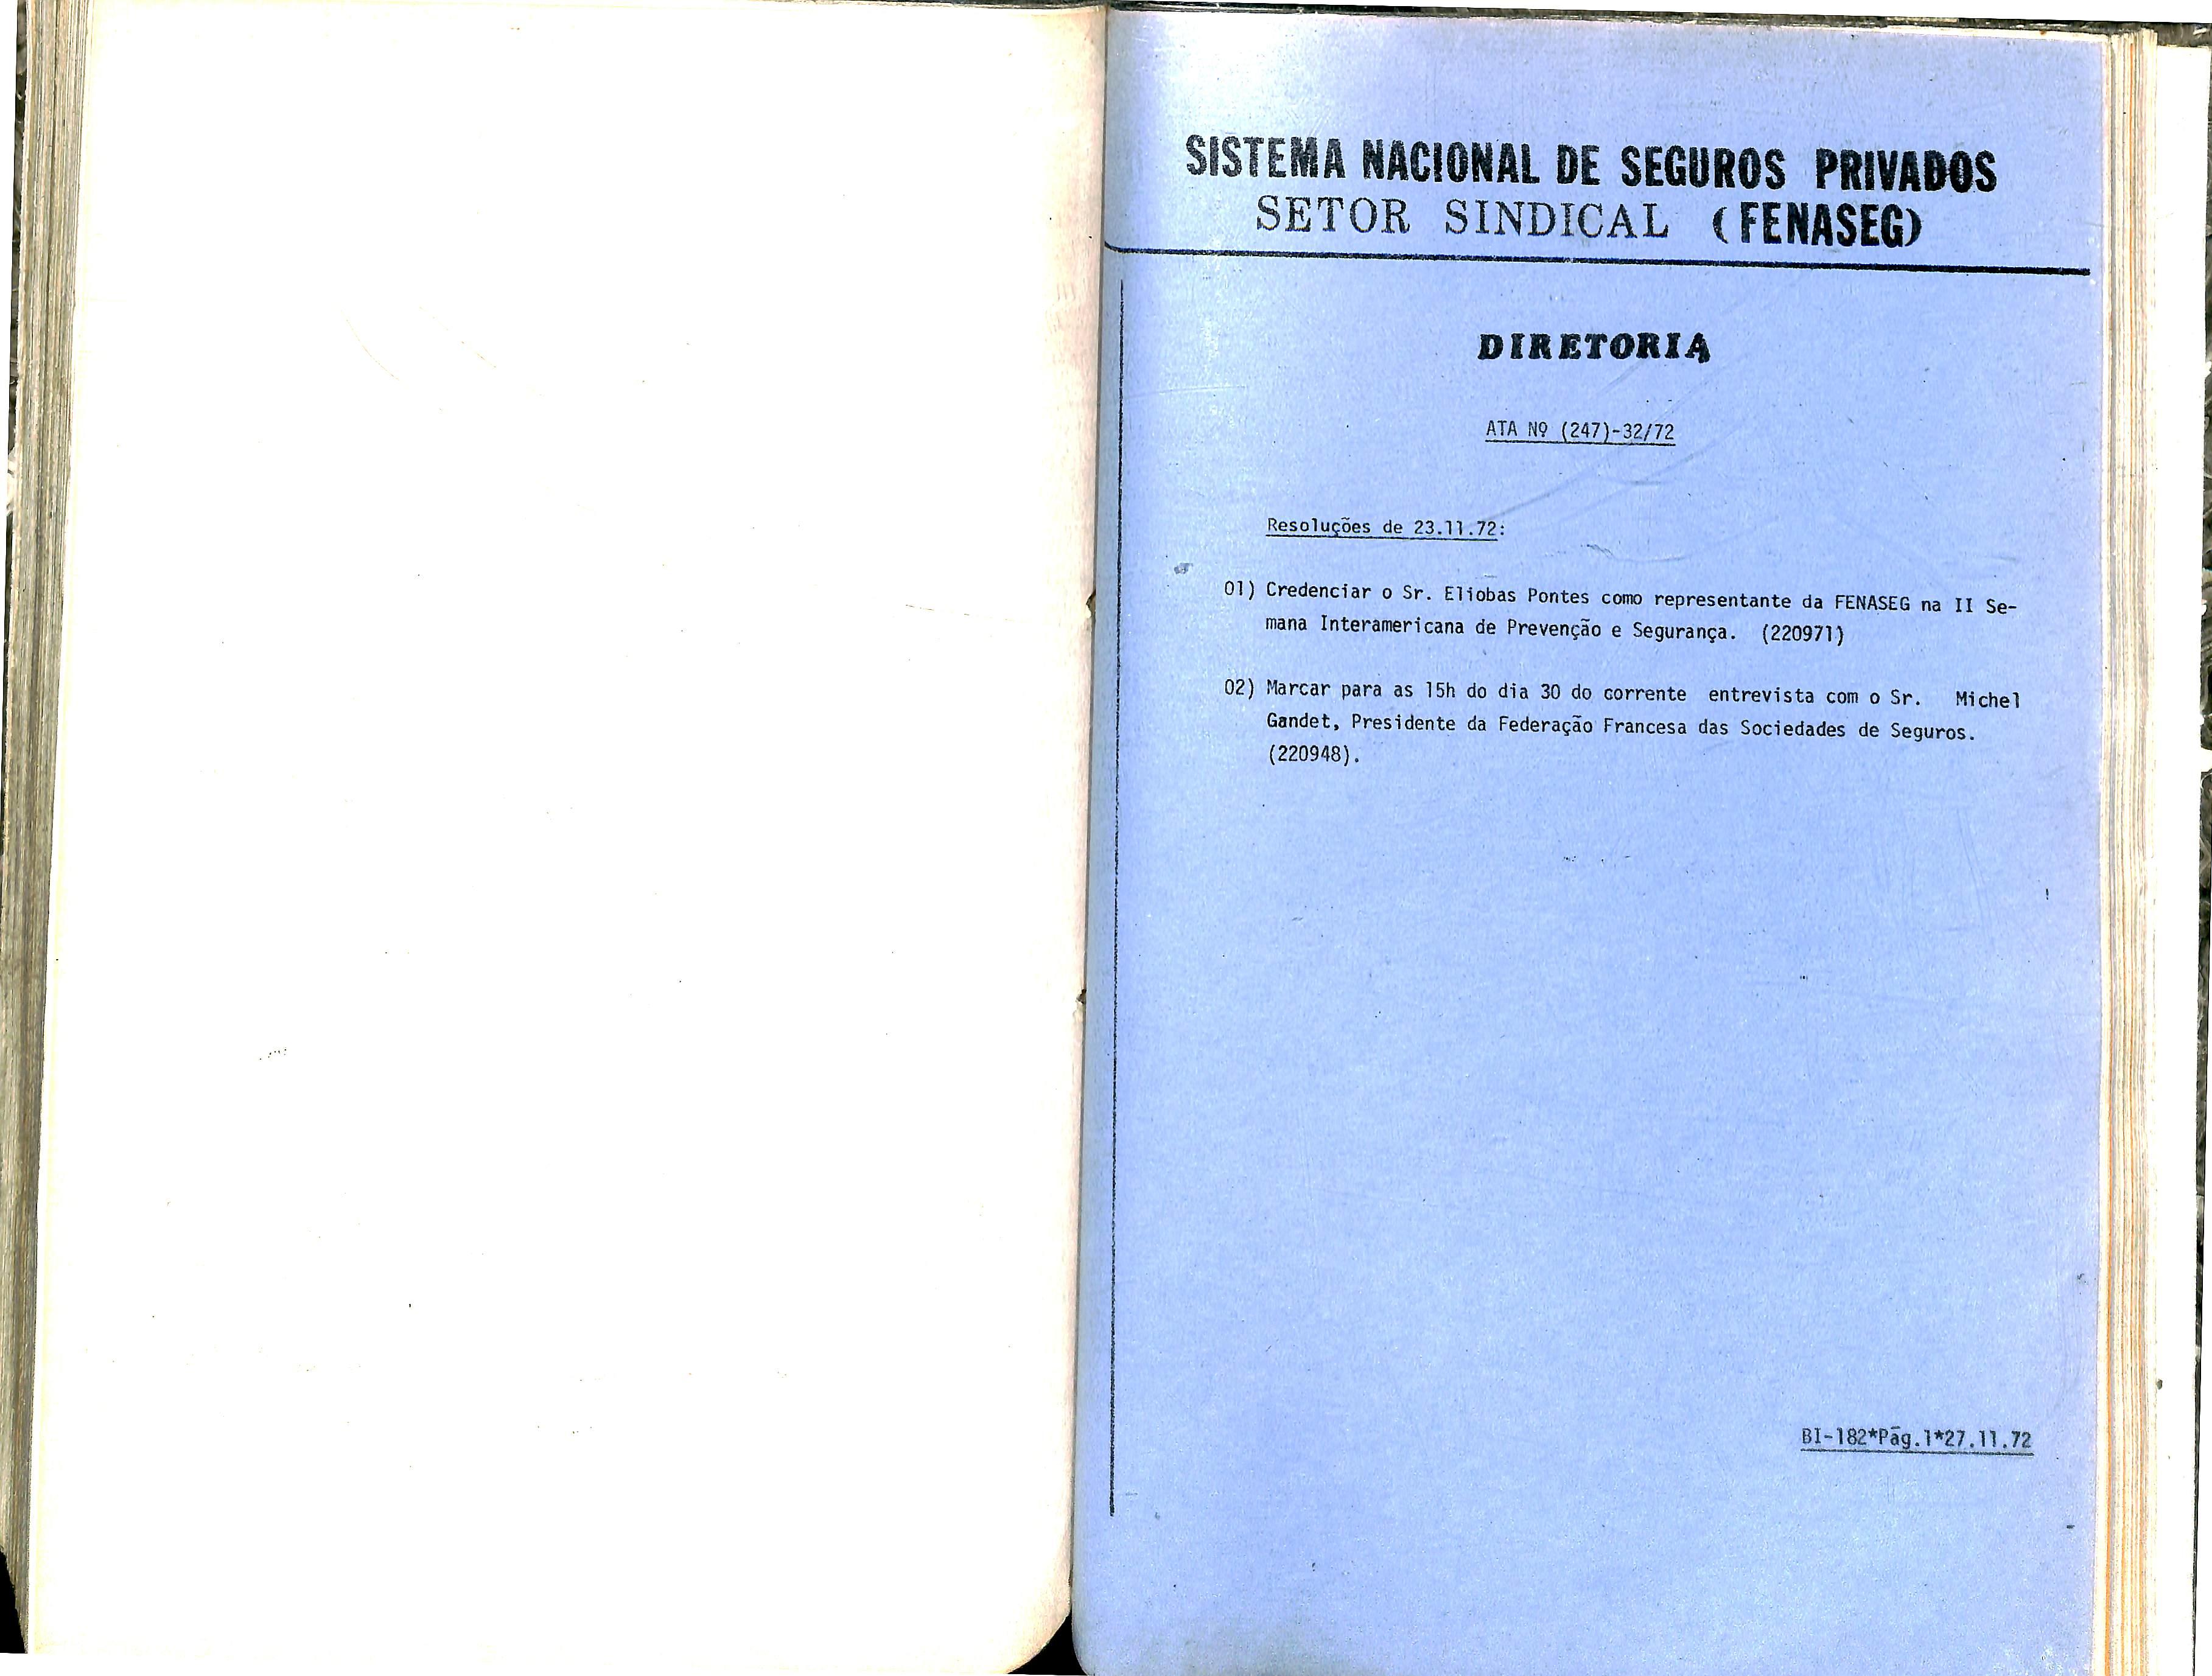 SISTEMA NACIONAL DE SEGUROS PRIVADOS
SETOR SINDICAL (FENASEG)
DIRETORIA
ATA Nº (247)-32/72
Resoluções de 23.11.72:
01) Credenciar o Sr. Eliobas Pontes como representante da FENASEG na II Se-
mana Interamericana de Prevenção e Segurança. (220971)
02) Marcar para as 15h do dia 30 do corrente entrevista com o Sr. Michel
Gandet, Presidente da Federação Francesa das Sociedades de Seguros.
(220948).
BI-182*Pãg.1*27.11.72